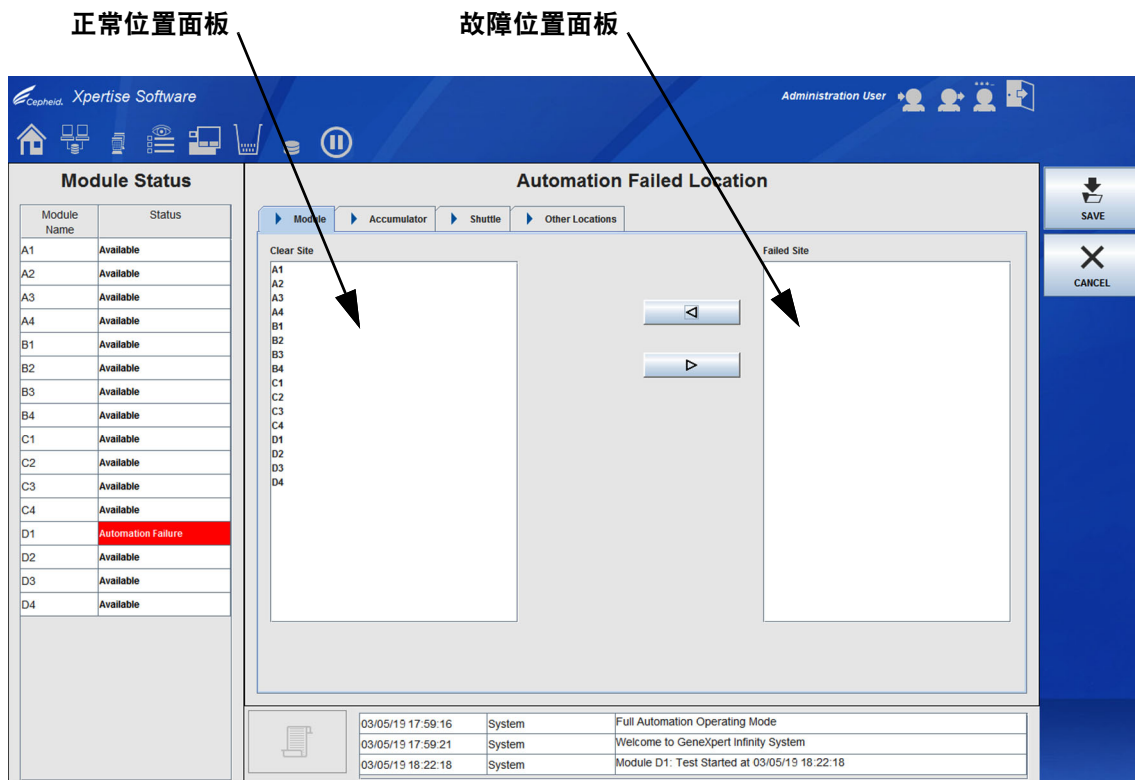 正常位置面板
故障位置面板
Cepheid. Xpertise Software
Administration User
Module Status
Module Name
Status
A1 Available
A2 Available
A3 Available
A4 Available
B1 Available
B2 Available
B3 Available
B4 Available
C1 Available
C2 Available
C3 Available
C4 Available
D1 Automation Failure
D2 Available
D3 Available
D4 Available
Automation Failed Location
Module
Accumulator
Shuttle
Other Locations
Clear Site
A1
A2
A3
A4
B1
B2
B3
B4
C1
C2
C3
C4
D1
D2
D3
D4
Failed Site
SAVE
CANCEL
03/05/19 17:59:16 System Full Automation Operating Mode
03/05/19 17:59:21 System Welcome to GeneXpert Infinity System
03/05/19 18:22:18 System Module D1: Test Started at 03/05/19 18:22:18